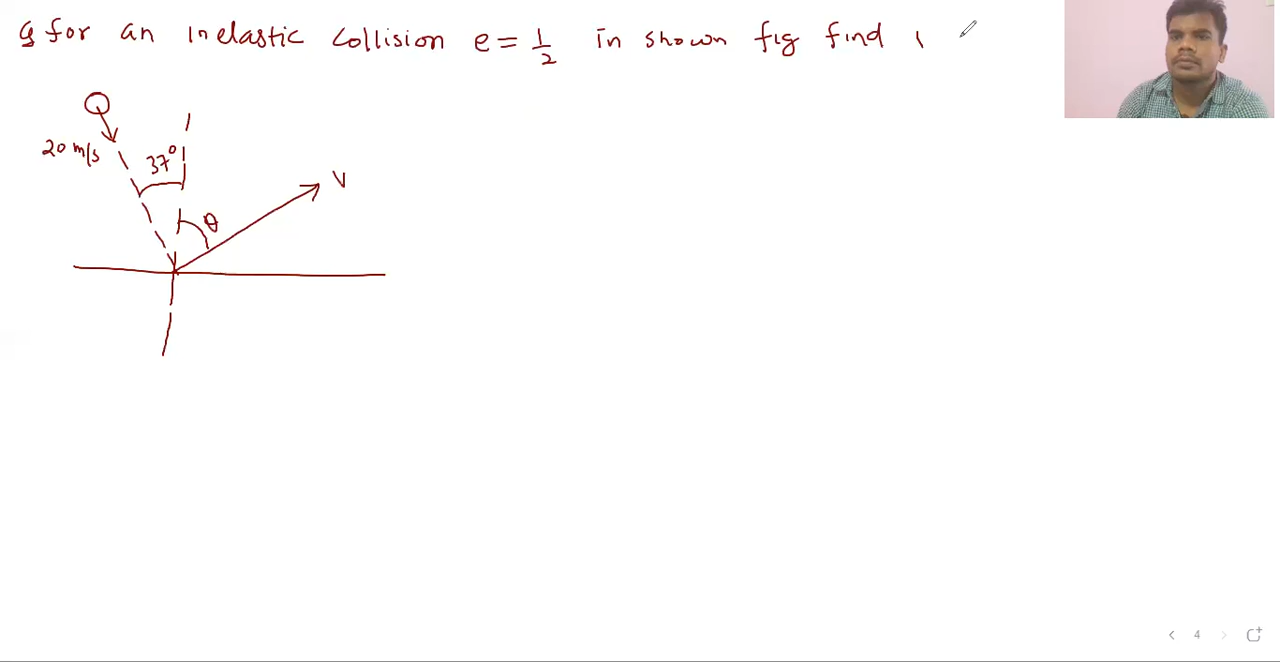 Q for an inelastic collision e = 1/2 in shown fig find
20 m/s
37°
θ
V
4